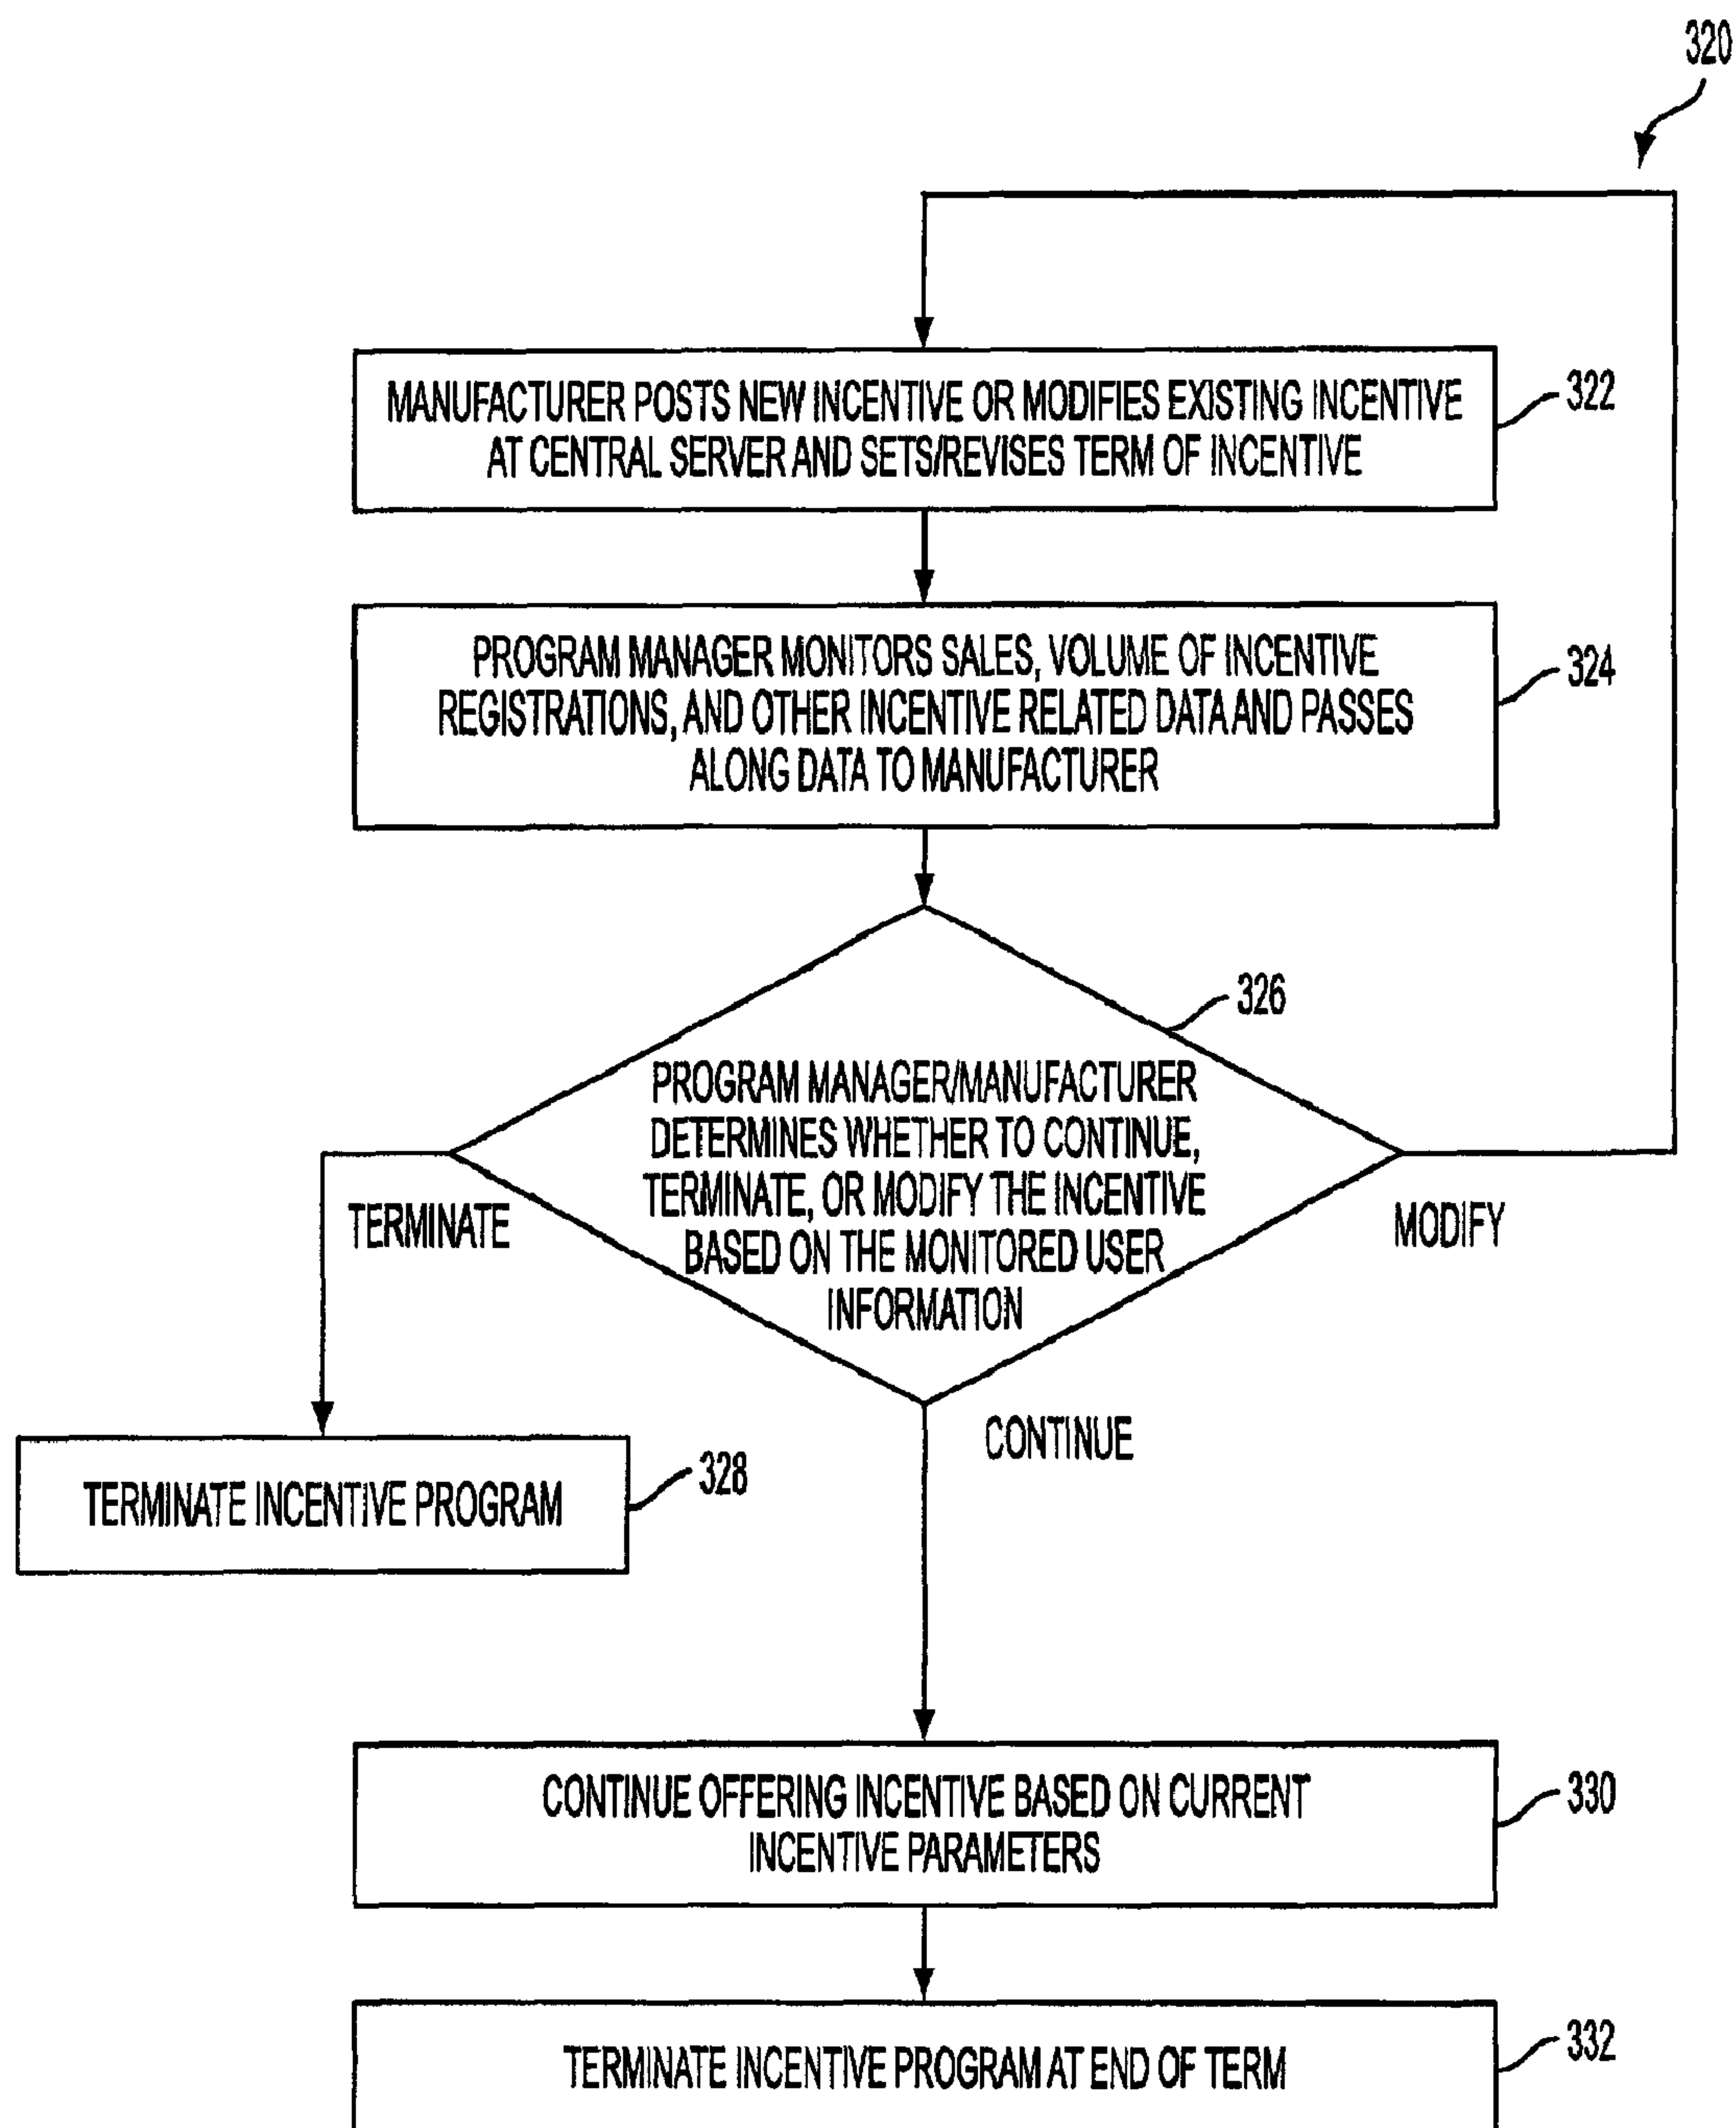 320
MANUFACTURER POSTS NEW INCENTIVE OR MODIFIES EXISTING INCENTIVE
AT CENTRAL SERVER AND SETS/REVISES TERM OF INCENTIVE
322
PROGRAM MANAGER MONITORS SALES, VOLUME OF INCENTIVE
REGISTRATIONS, AND OTHER INCENTIVE RELATED DATA AND PASSES
ALONG DATA TO MANUFACTURER
324
326
PROGRAM MANAGER/MANUFACTURER
DETERMINES WHETHER TO CONTINUE,
TERMINATE, OR MODIFY THE INCENTIVE
BASED ON THE MONITORED USER
INFORMATION
TERMINATE
MODIFY
CONTINUE
TERMINATE INCENTIVE PROGRAM
328
CONTINUE OFFERING INCENTIVE BASED ON CURRENT
INCENTIVE PARAMETERS
330
TERMINATE INCENTIVE PROGRAM AT END OF TERM
332